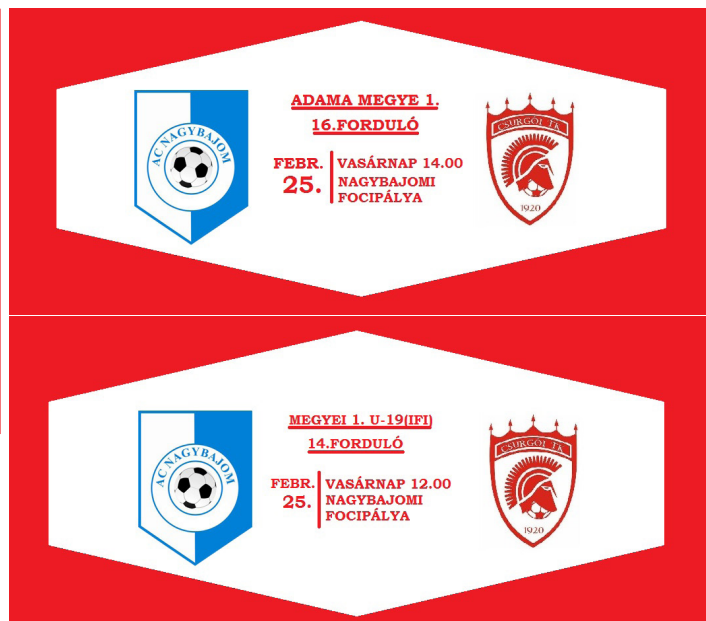 ADAMA MEGYE 1.
16.FORDULÓ
FEBR. 25.
VASÁRNAP 14.00
NAGYBAJOMI
FOCIPÁLYA
AC NAGYBAJOM
CSURGÓI TK
1920
MEGYEI 1. U-19(IFI)
14.FORDULÓ
FEBR. 25.
VASÁRNAP 12.00
NAGYBAJOMI
FOCIPÁLYA
AC NAGYBAJOM
CSURGÓI TK
1920